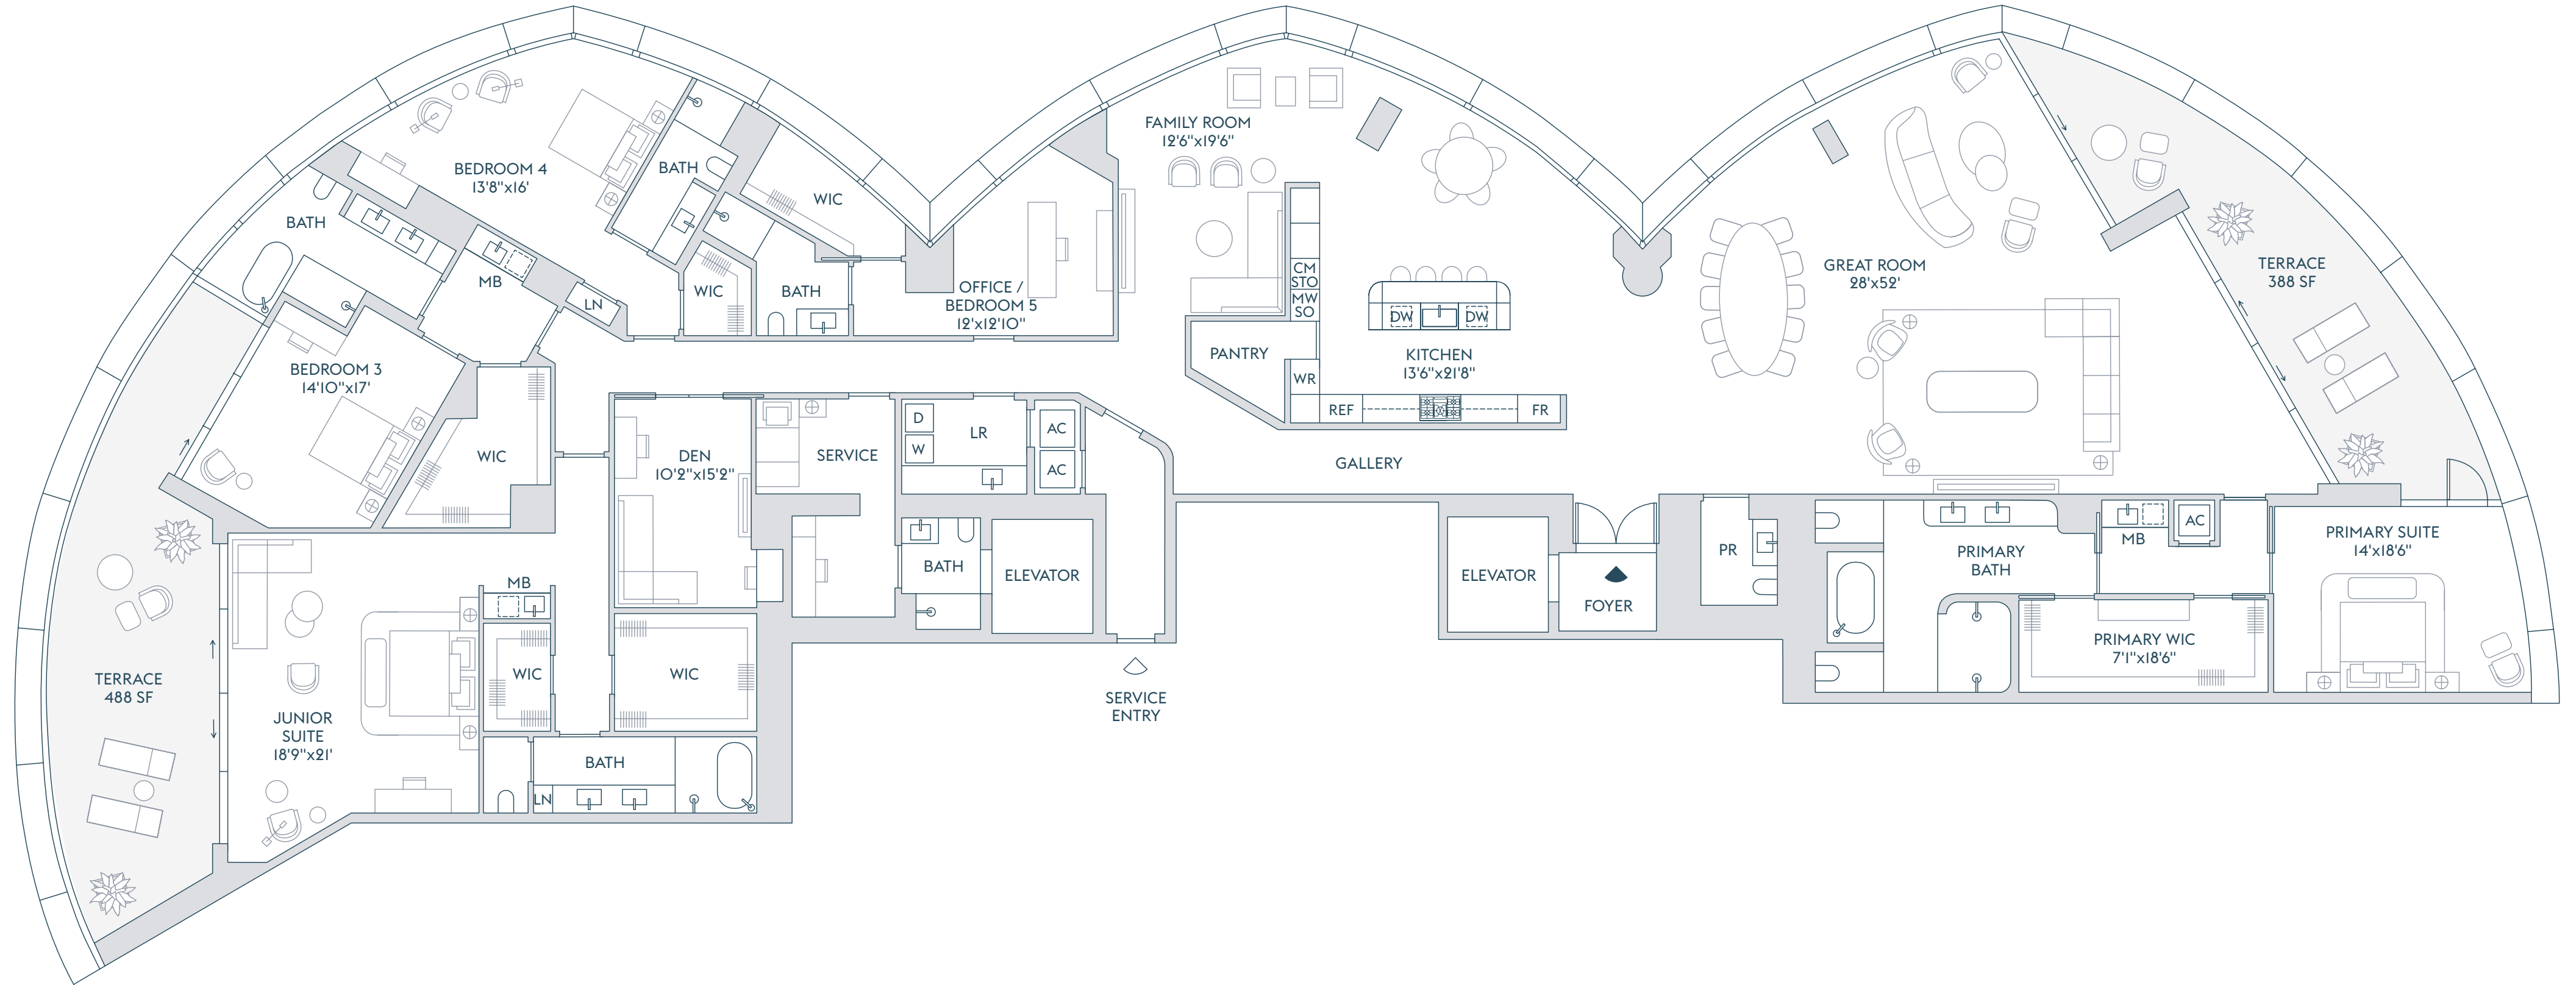 BEDROOM 4
13'8"x16'
BATH
WIC
FAMILY ROOM
12'6"x19'6"
BATH
MB
LN
WIC
BATH
OFFICE /
BEDROOM 5
12'x12'10"
CM
STO
MW
SO
DW
DW
GREAT ROOM
28'x52'
TERRACE
388 SF
BEDROOM 3
14'10"x17'
PANTRY
WR
KITCHEN
13'6"x21'8"
REF
FR
WIC
DEN
10'2"x15'2"
SERVICE
D
W
LR
AC
AC
GALLERY
BATH
ELEVATOR
ELEVATOR
FOYER
PR
PRIMARY
BATH
MB
AC
PRIMARY SUITE
14'x18'6"
PRIMARY WIC
7'1"x18'6"
TERRACE
488 SF
JUNIOR
SUITE
18'9"x21'
MB
WIC
WIC
BATH
LN
SERVICE
ENTRY